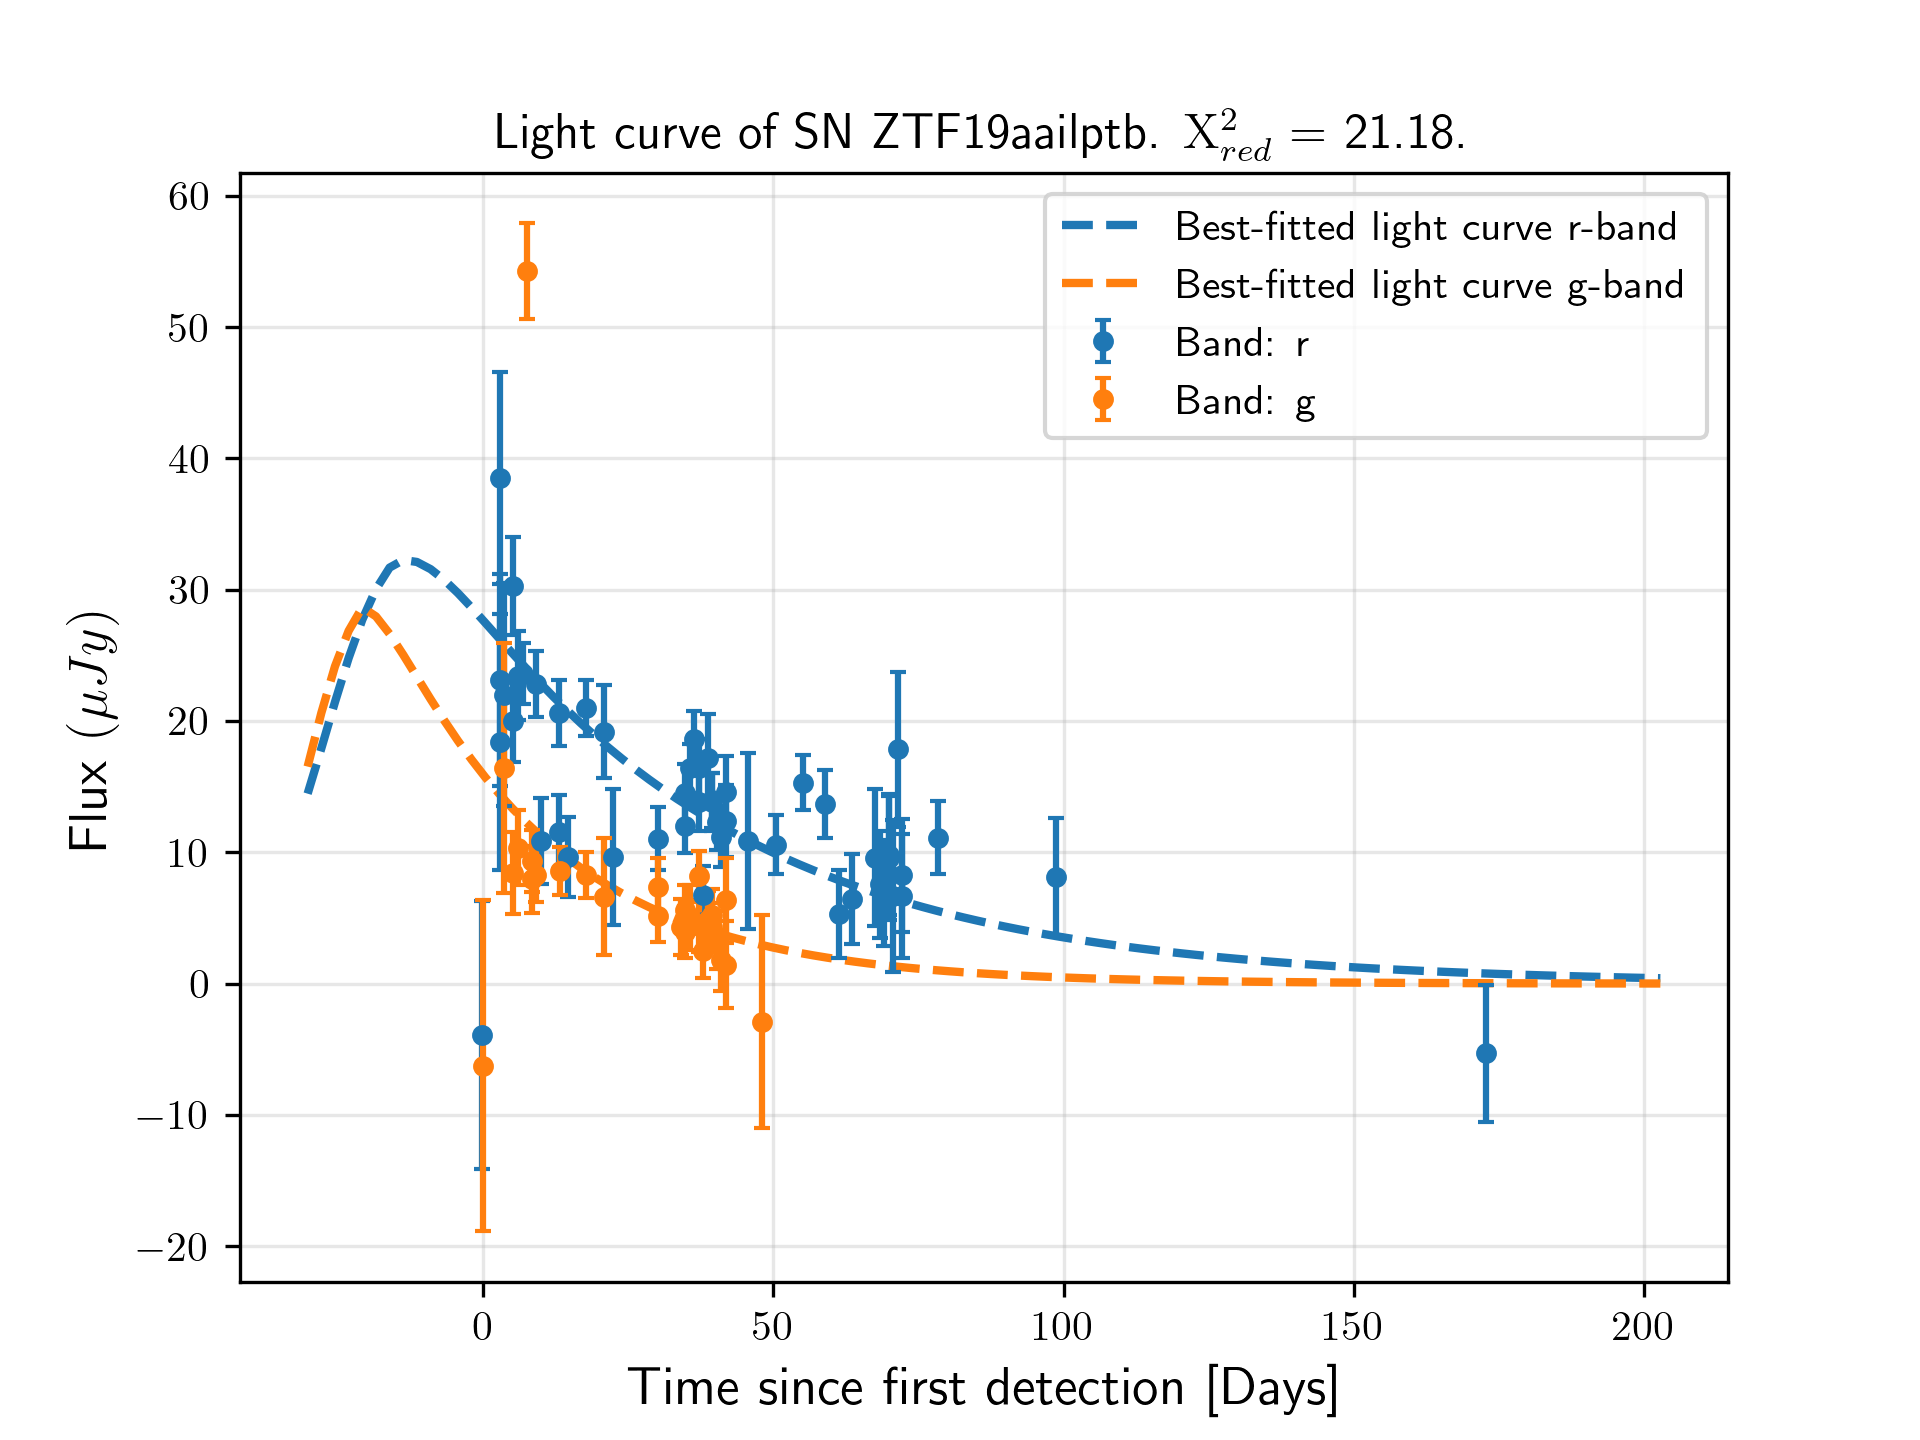 Light curve of SN ZTF19aailptb. X²_red = 21.18.
60
50
40
30
20
10
0
−10
−20
Flux (μJy)
Best-fitted light curve r-band
Best-fitted light curve g-band
Band: r
Band: g
0 50 100 150 200
Time since first detection [Days]